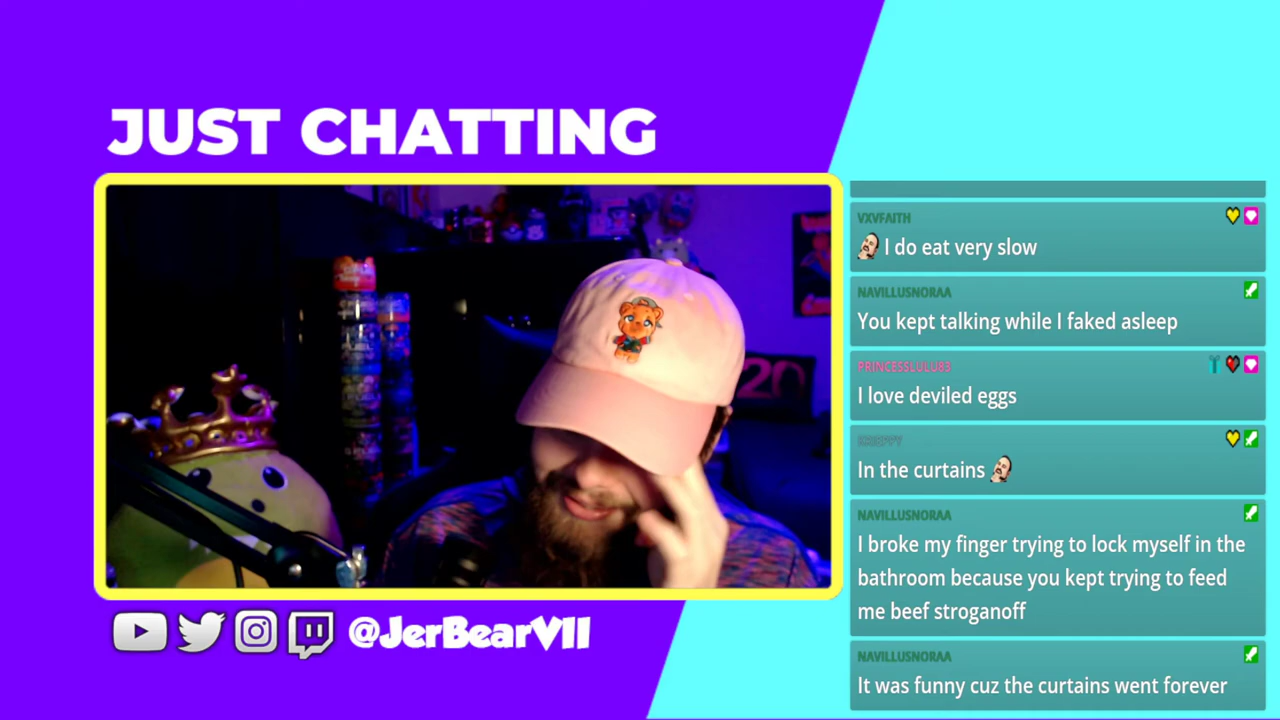 JUST CHATTING
20
@JerBearVII
VXVFAITH
I do eat very slow
NAVILLUSNORAA
You kept talking while I faked asleep
PRINCESSLULU83
I love deviled eggs
In the curtains
NAVILLUSNORAA
I broke my finger trying to lock myself in the
bathroom because you kept trying to feed
me beef stroganoff
NAVILLUSNORAA
It was funny cuz the curtains went forever